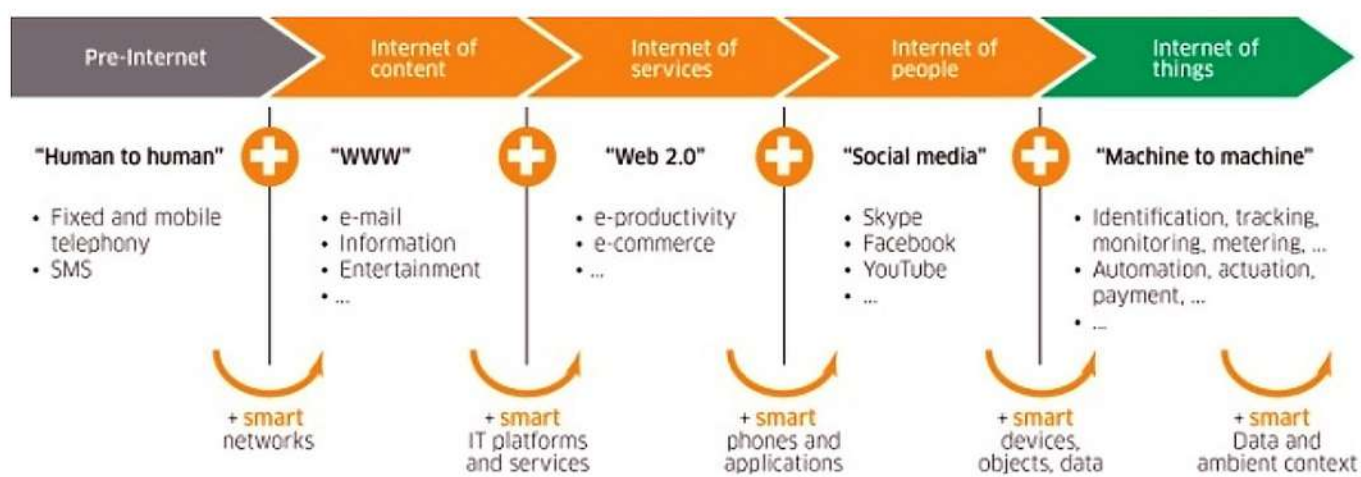 Pre-Internet
Internet of
content
Internet of
services
Internet of
people
Internet of
things
"Human to human"
• Fixed and mobile
telephony
• SMS
"WWW"
• e-mail
• Information
• Entertainment
• ...
"Web 2.0"
• e-productivity
• e-commerce
• ...
"Social media"
• Skype
• Facebook
• YouTube
• ...
"Machine to machine"
• Identification, tracking,
monitoring, metering, ...
• Automation, actuation,
payment, ...
• ...
+ smart
networks
+ smart
IT platforms
and services
+ smart
phones and
applications
+ smart
devices,
objects, data
+ smart
Data and
ambient context